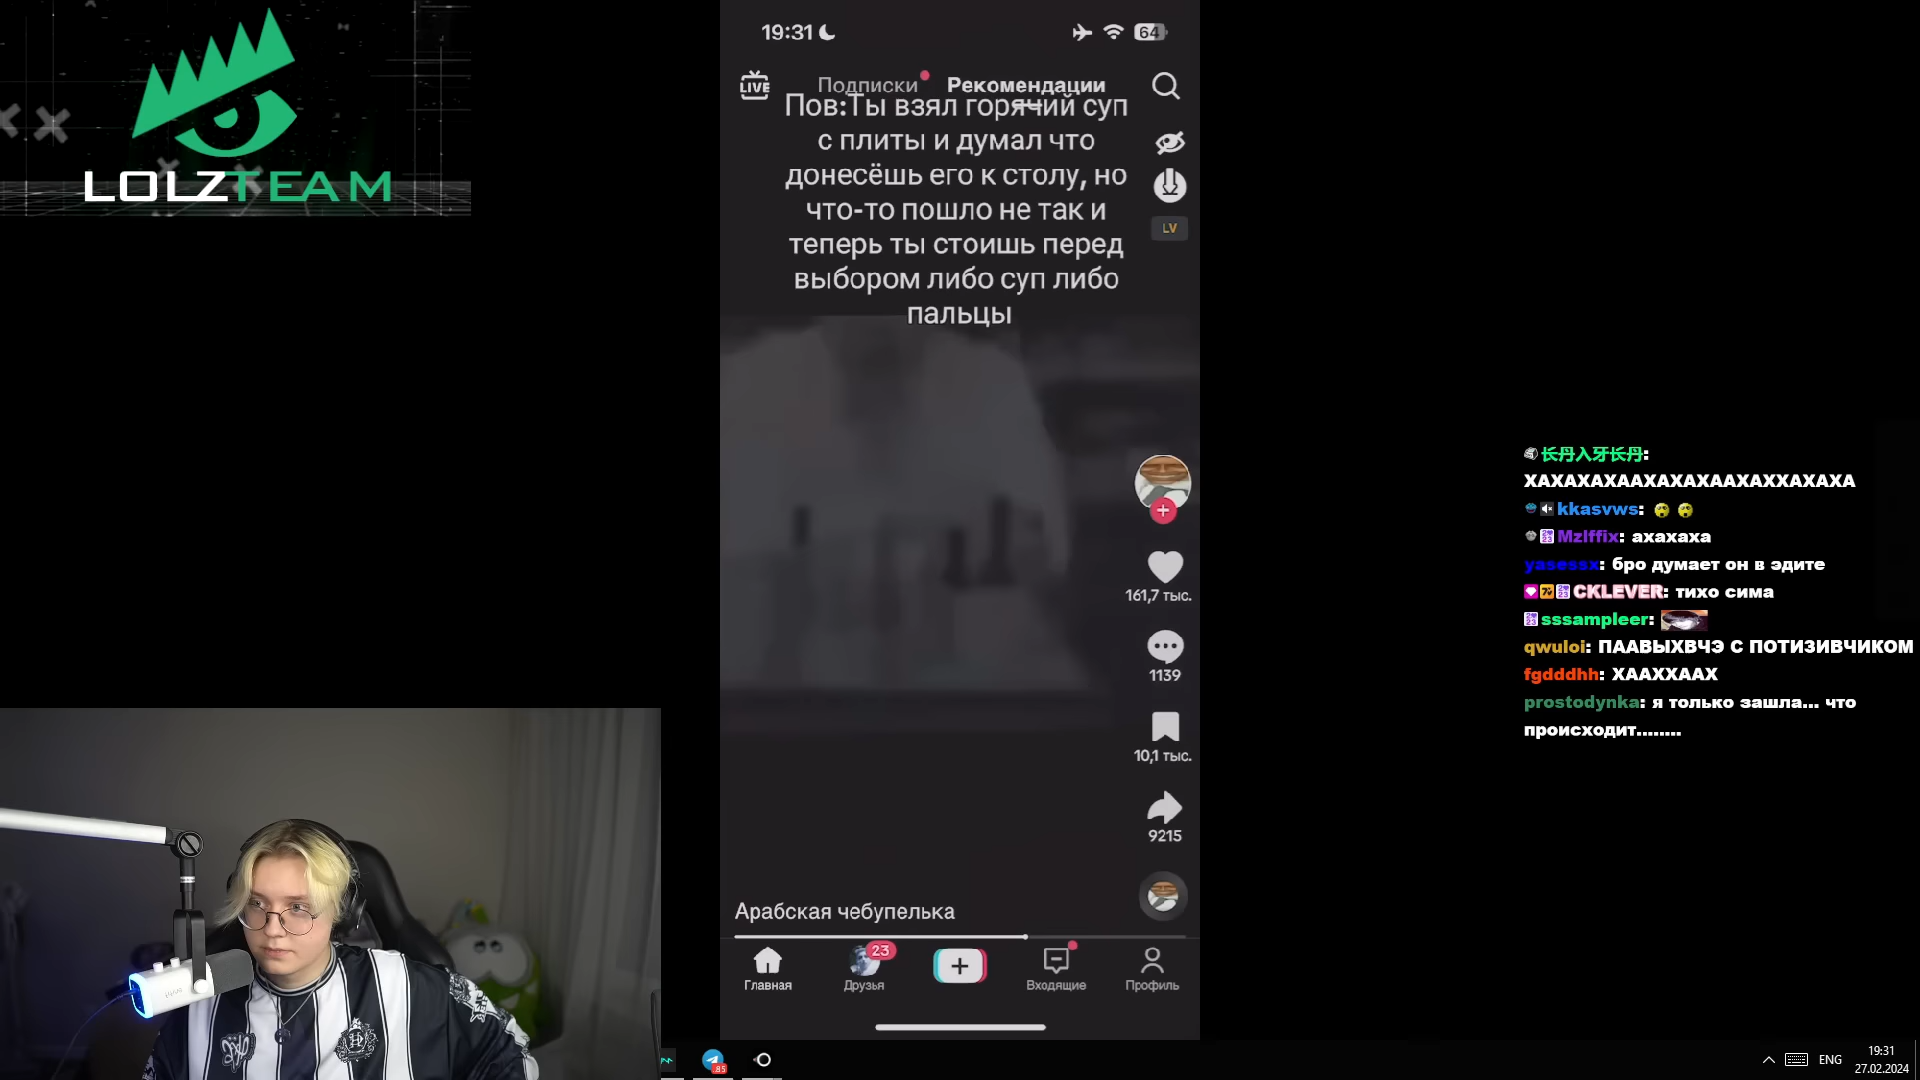 LOLZTEAM
19:31
64
LIVE
Подписки
Рекомендации
Пов:Ты взял горячий суп
с плиты и думал что
донесёшь его к столу, но
что-то пошло не так и
теперь ты стоишь перед
выбором либо суп либо
пальцы
LV
161,7 тыс.
1139
10,1 тыс.
9215
Арабская чебупелька
23
Главная
Друзья
Входящие
Профиль
长丹入牙长丹:
ХАХАХАХААХАХАХААХАХХАХАХА
kkasvws:
Mzlffix: ахахаха
yasessx: бро думает он в эдите
CKLEVER: тихо сима
sssampleer:
qwuloi: ПААВЫХВЧЭ С ПОТИЗИВЧИКОМ
fgdddhh: ХААХХААХ
prostodynka: я только зашла... что
происходит........
85
ENG
19:31
27.02.2024